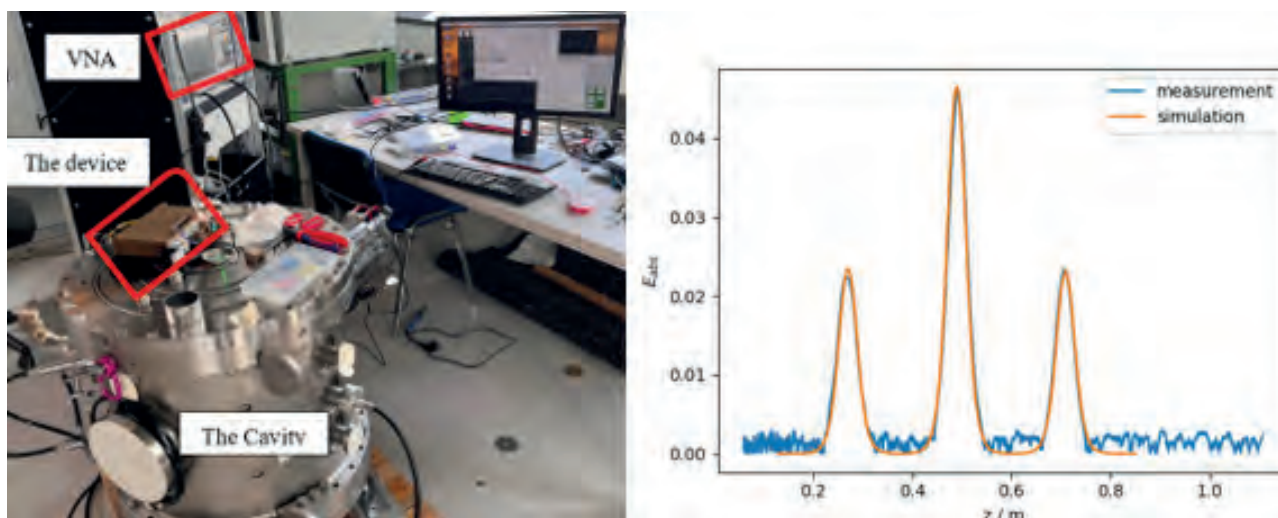 VNA
The device
The Cavity
measurement
simulation
0.04
0.03
0.02
0.01
0.00
E_abs
0.2
0.4
0.6
0.8
1.0
z / m